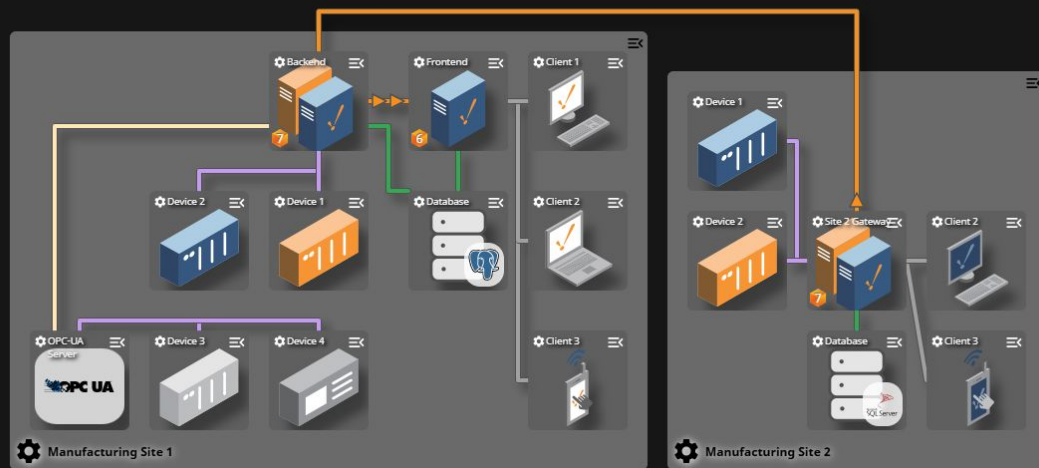 Backend
Frontend
Client 1
7
6
Device 2
Device 1
Database
Client 2
OPC-UA
Server
Device 3
Device 4
Client 3
OPC UA
Manufacturing Site 1
Device 1
Device 2
Site 2 Gateway
Client 2
7
Database
Client 3
SQL Server
Manufacturing Site 2